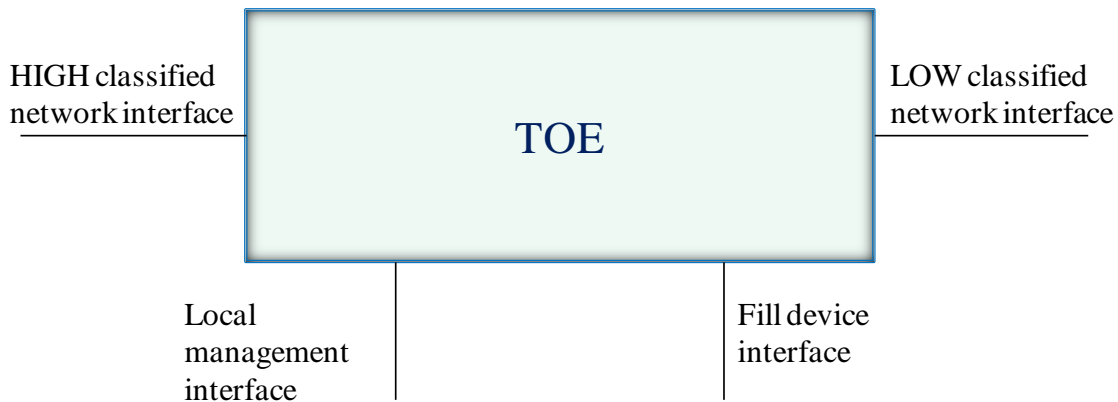 HIGH classified
network interface
TOE
LOW classified
network interface
Local
management
interface
Fill device
interface